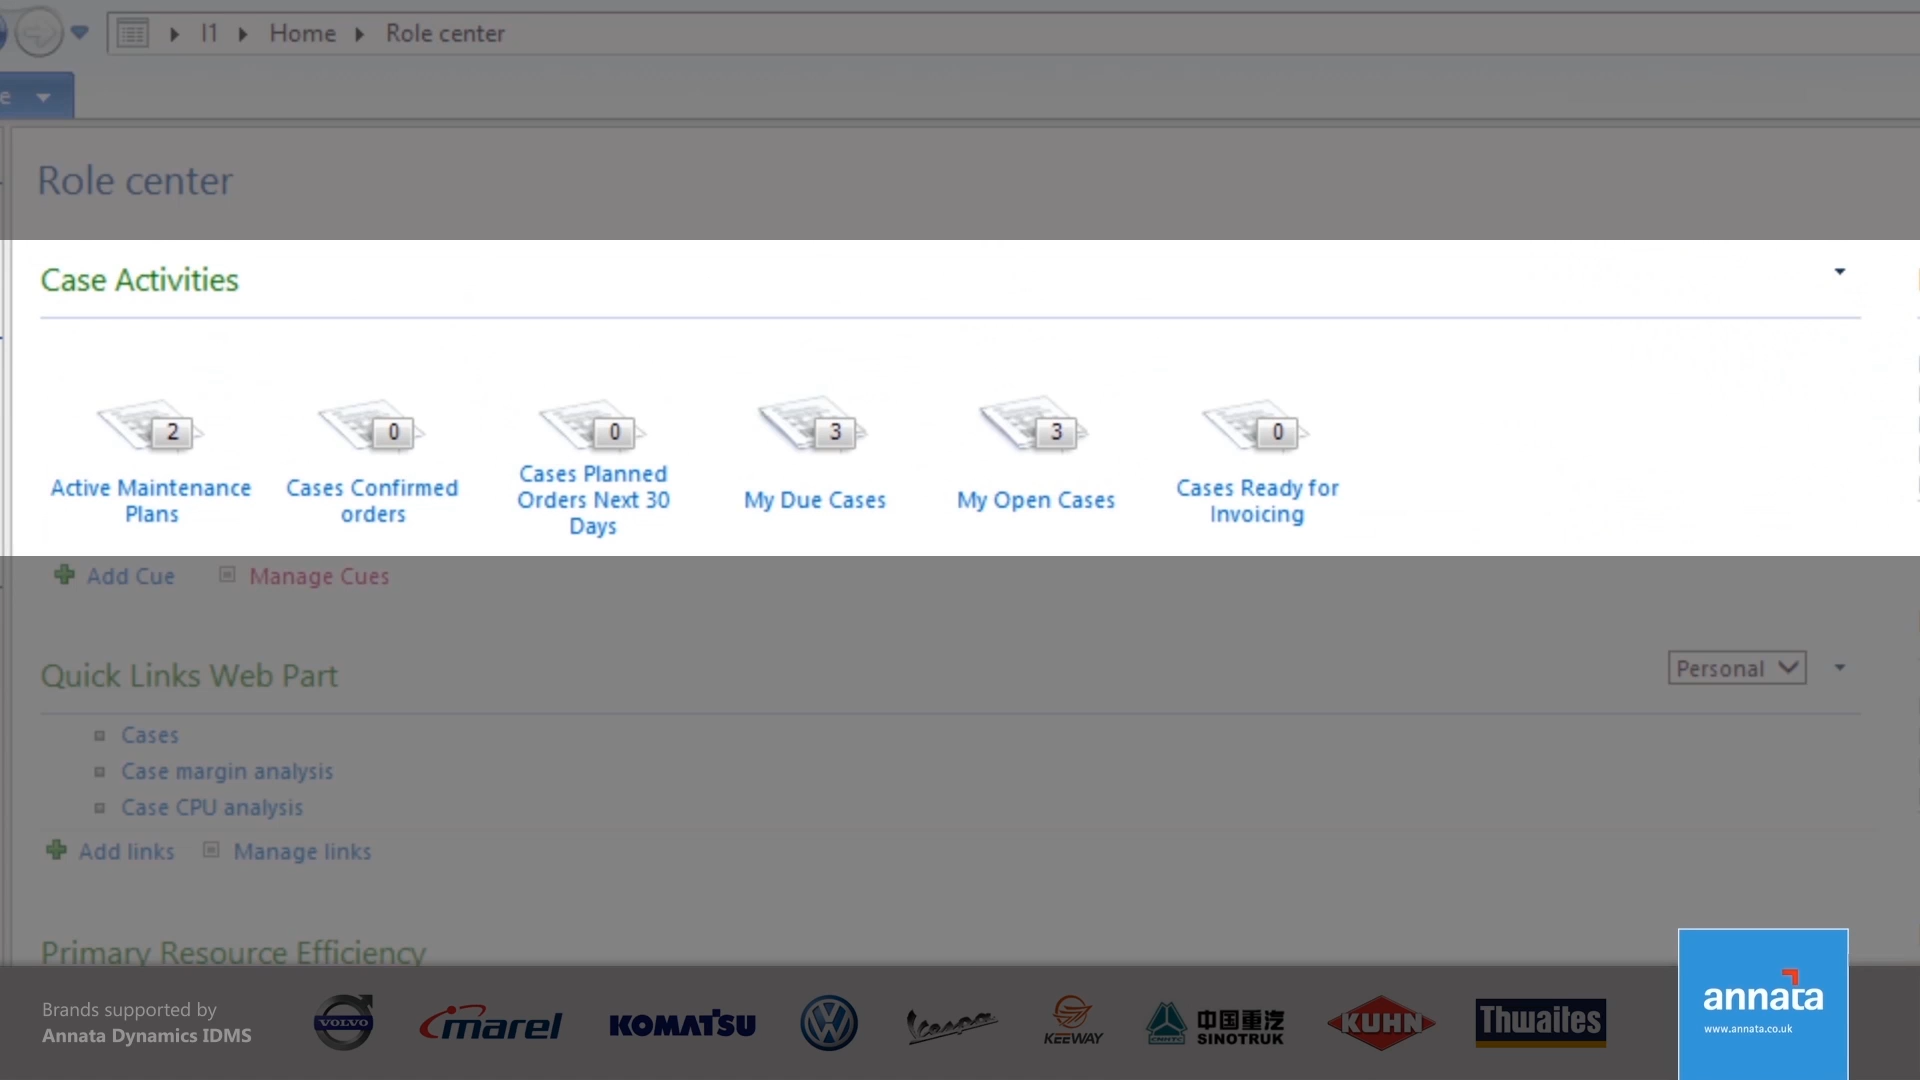 I1 Home Role center
e
Role center
Case Activities
2
0
0
3
3
0
Active Maintenance
Plans
Cases Confirmed
orders
Cases Planned
Orders Next 30
Days
My Due Cases
My Open Cases
Cases Ready for
Invoicing
Add Cue
Manage Cues
Quick Links Web Part
Personal
Cases
Case margin analysis
Case CPU analysis
Add links
Manage links
Primary Resource Efficiency
Brands supported by
Annata Dynamics IDMS
VOLVO
marel
KOMATSU
Vespa
KEEWAY
CNHTC
中国重汽
SINOTRUK
KUHN
Thwaites
annata
www.annata.co.uk